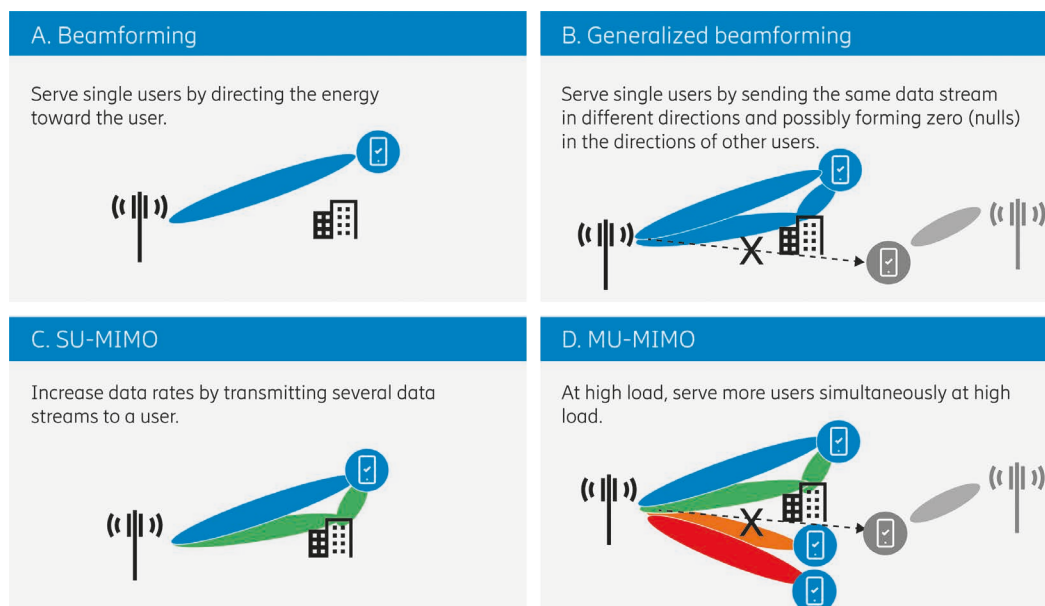 A. Beamforming
Serve single users by directing the energy
toward the user.
B. Generalized beamforming
Serve single users by sending the same data stream
in different directions and possibly forming zero (nulls)
in the directions of other users.
X
C. SU-MIMO
Increase data rates by transmitting several data
streams to a user.
D. MU-MIMO
At high load, serve more users simultaneously at high
load.
X